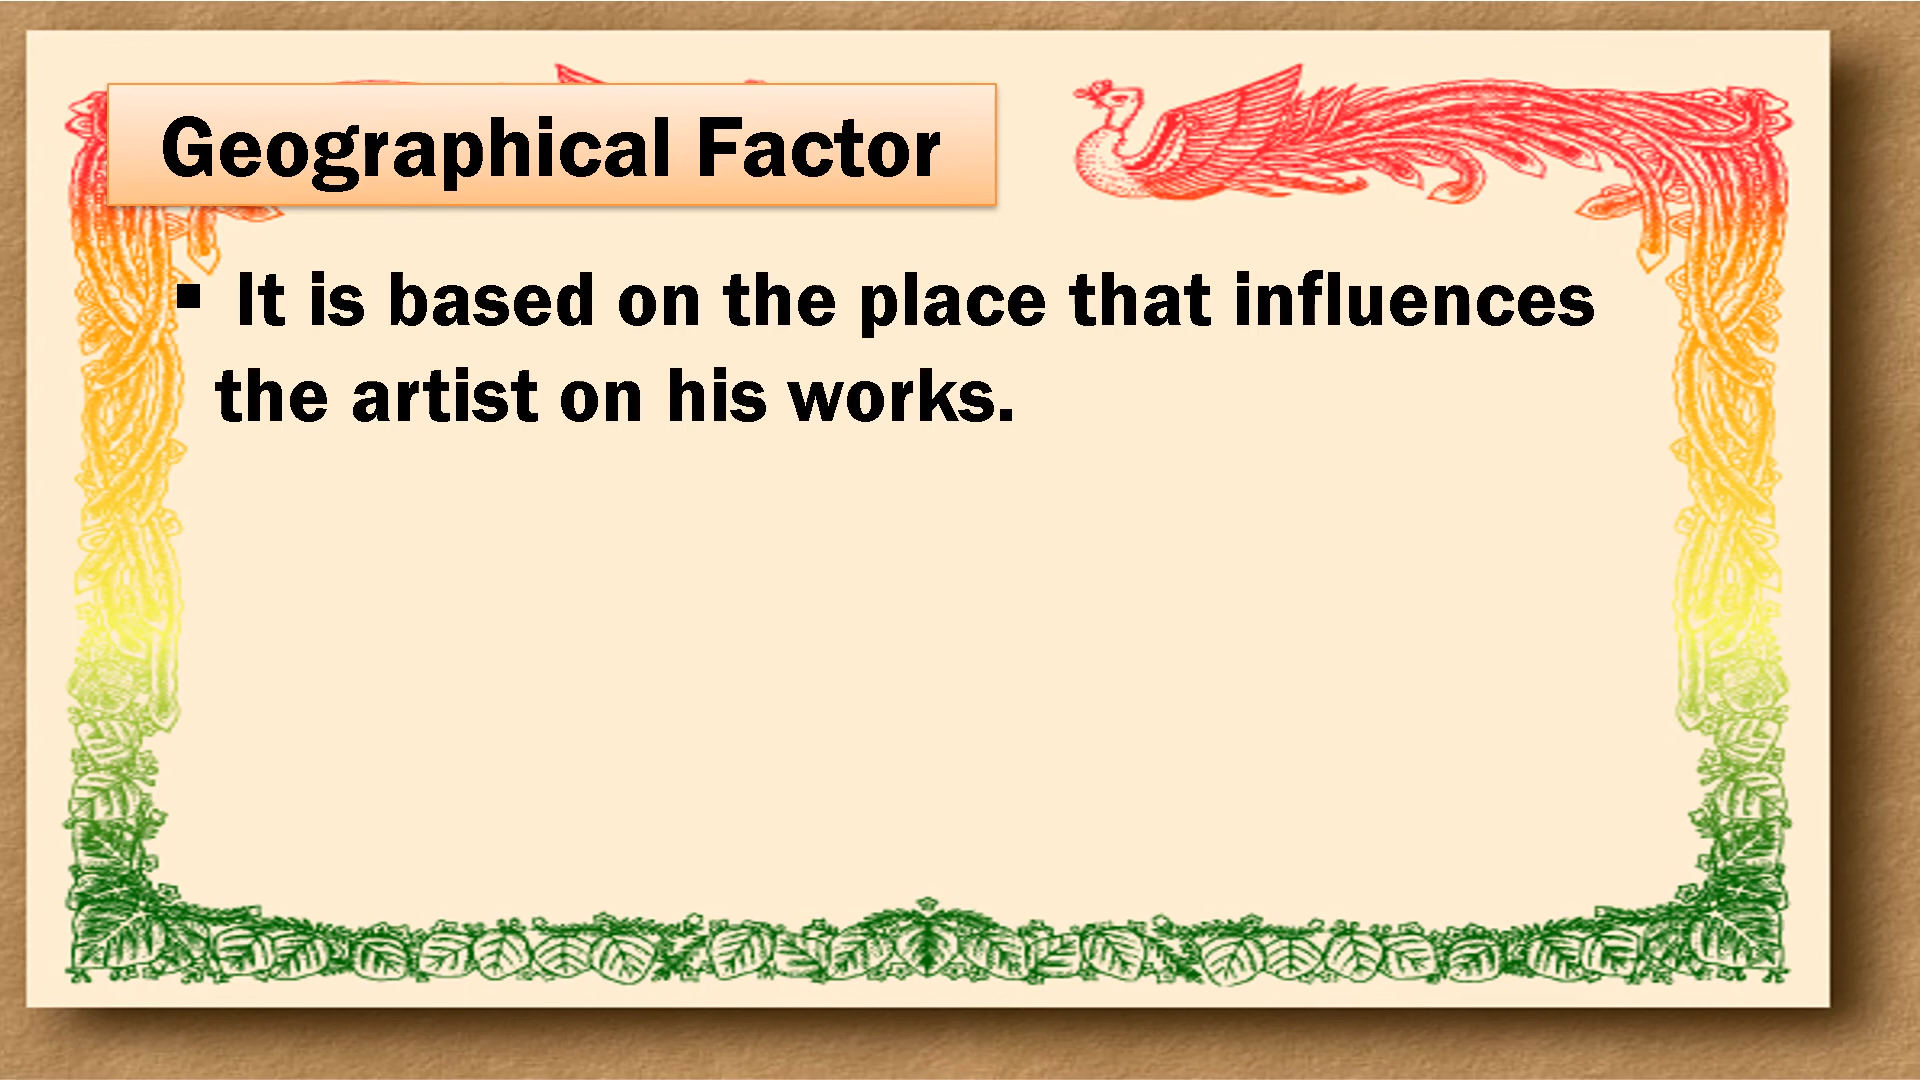 Geographical Factor
▪ It is based on the place that influences
the artist on his works.